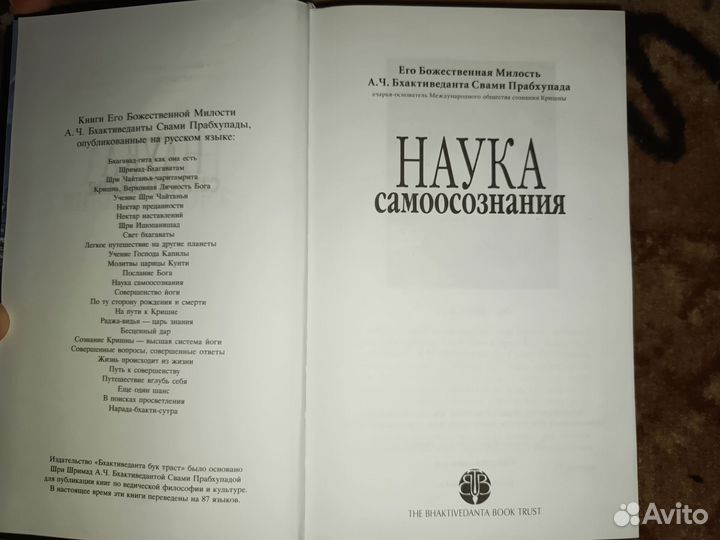 Книги Его Божественной Милости
А. Ч. Бхактиведанты Свами Прабхупады,
опубликованные на русском языке:
Бхагавад-гита как она есть
Шримад-Бхагаватам
Шри Чайтанья-чаритамрита
Кришна, Верховная Личность Бога
Учение Шри Чайтаньи
Нектар преданности
Нектар наставлений
Шри Ишопанишад
Свет бхагаваты
Легкое путешествие на другие планеты
Учение Господа Капилы
Молитвы царицы Кунти
Послание Бога
Наука самоосознания
Совершенство йоги
По ту сторону рождения и смерти
На пути к Кришне
Раджа-видья — царь знания
Бесценный дар
Сознание Кришны — высшая система йоги
Совершенные вопросы, совершенные ответы
Жизнь происходит из жизни
Путь к совершенству
Путешествие вглубь себя
Еще один шанс
В поисках просветления
Нарада-бхакти-сутра
Издательство «Бхактиведанта бук траст» было основано
Шри Шримад А.Ч. Бхактиведантой Свами Прабхупадой
для публикации книг по ведической философии и культуре.
В настоящее время эти книги переведены на 87 языков.
Его Божественная Милость
А. Ч. Бхактиведанта Свами Прабхупада
ачарья-основатель Международного общества сознания Кришны
НАУКА
самоосознания
BBT
THE BHAKTIVEDANTA BOOK TRUST
Avito